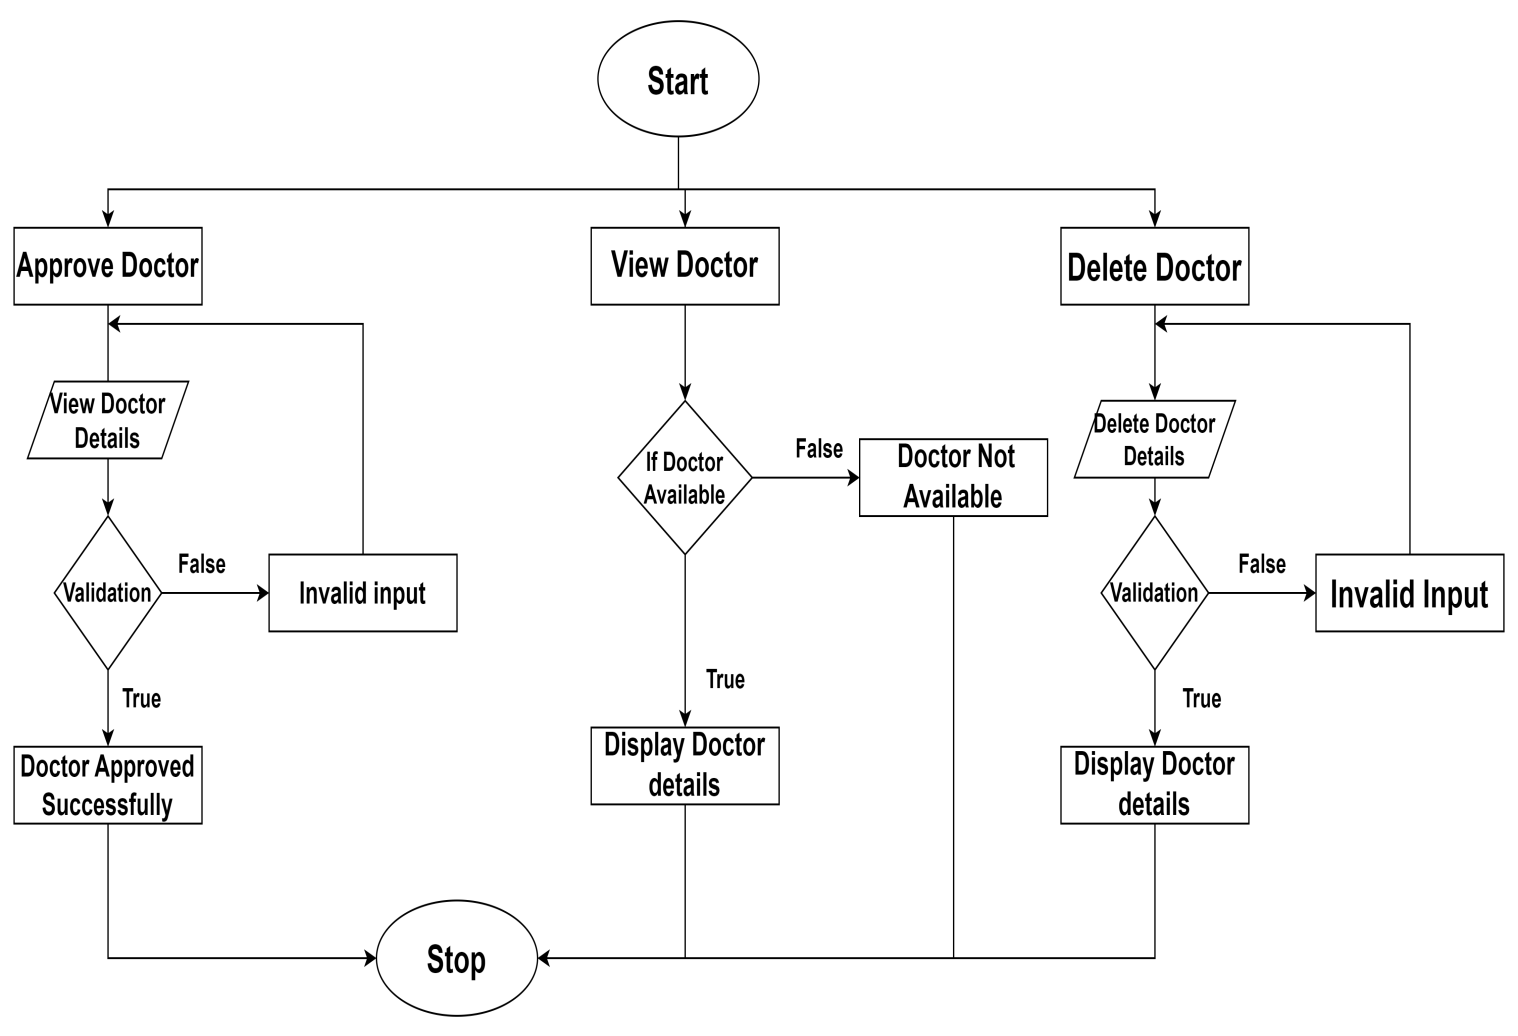 Start
Approve Doctor
View Doctor
Delete Doctor
View Doctor
Details
Delete Doctor
Details
If Doctor
Available
False
Doctor Not
Available
Validation
False
Invalid input
Validation
False
Invalid Input
True
True
True
Doctor Approved
Successfully
Display Doctor
details
Display Doctor
details
Stop